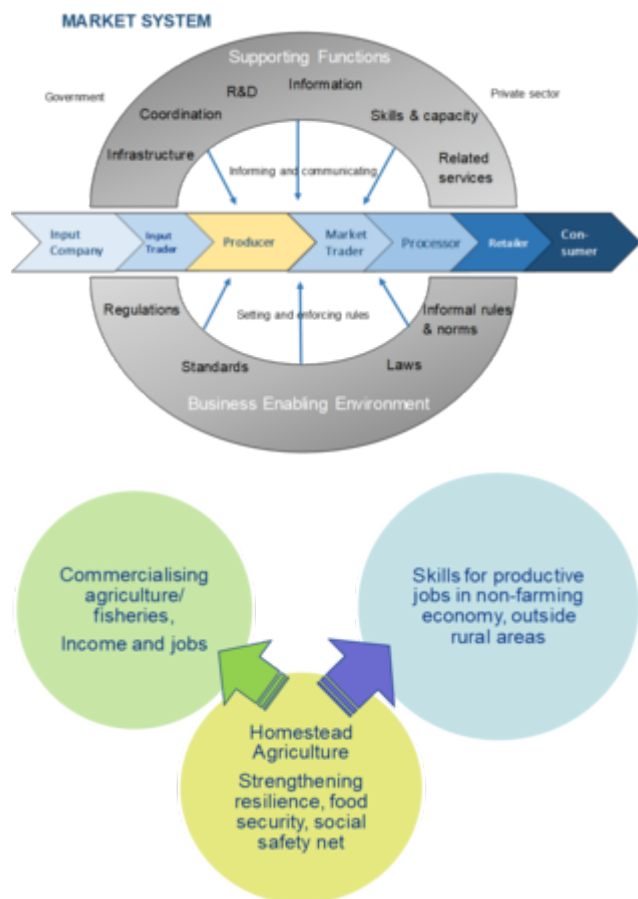 MARKET SYSTEM
Supporting Functions
Government
R&D
Information
Private sector
Coordination
Skills & capacity
Infrastructure
Informing and communicating
Related
services
Input
Company
Input
Trader
Producer
Market
Trader
Processor
Retailer
Con-
sumer
Regulations
Setting and enforcing rules
Informal rules
& norms
Standards
Laws
Business Enabling Environment
Commercialising
agriculture/
fisheries,
Income and jobs
Skills for productive
jobs in non-farming
economy, outside
rural areas
Homestead
Agriculture
Strengthening
resilience, food
security, social
safety net